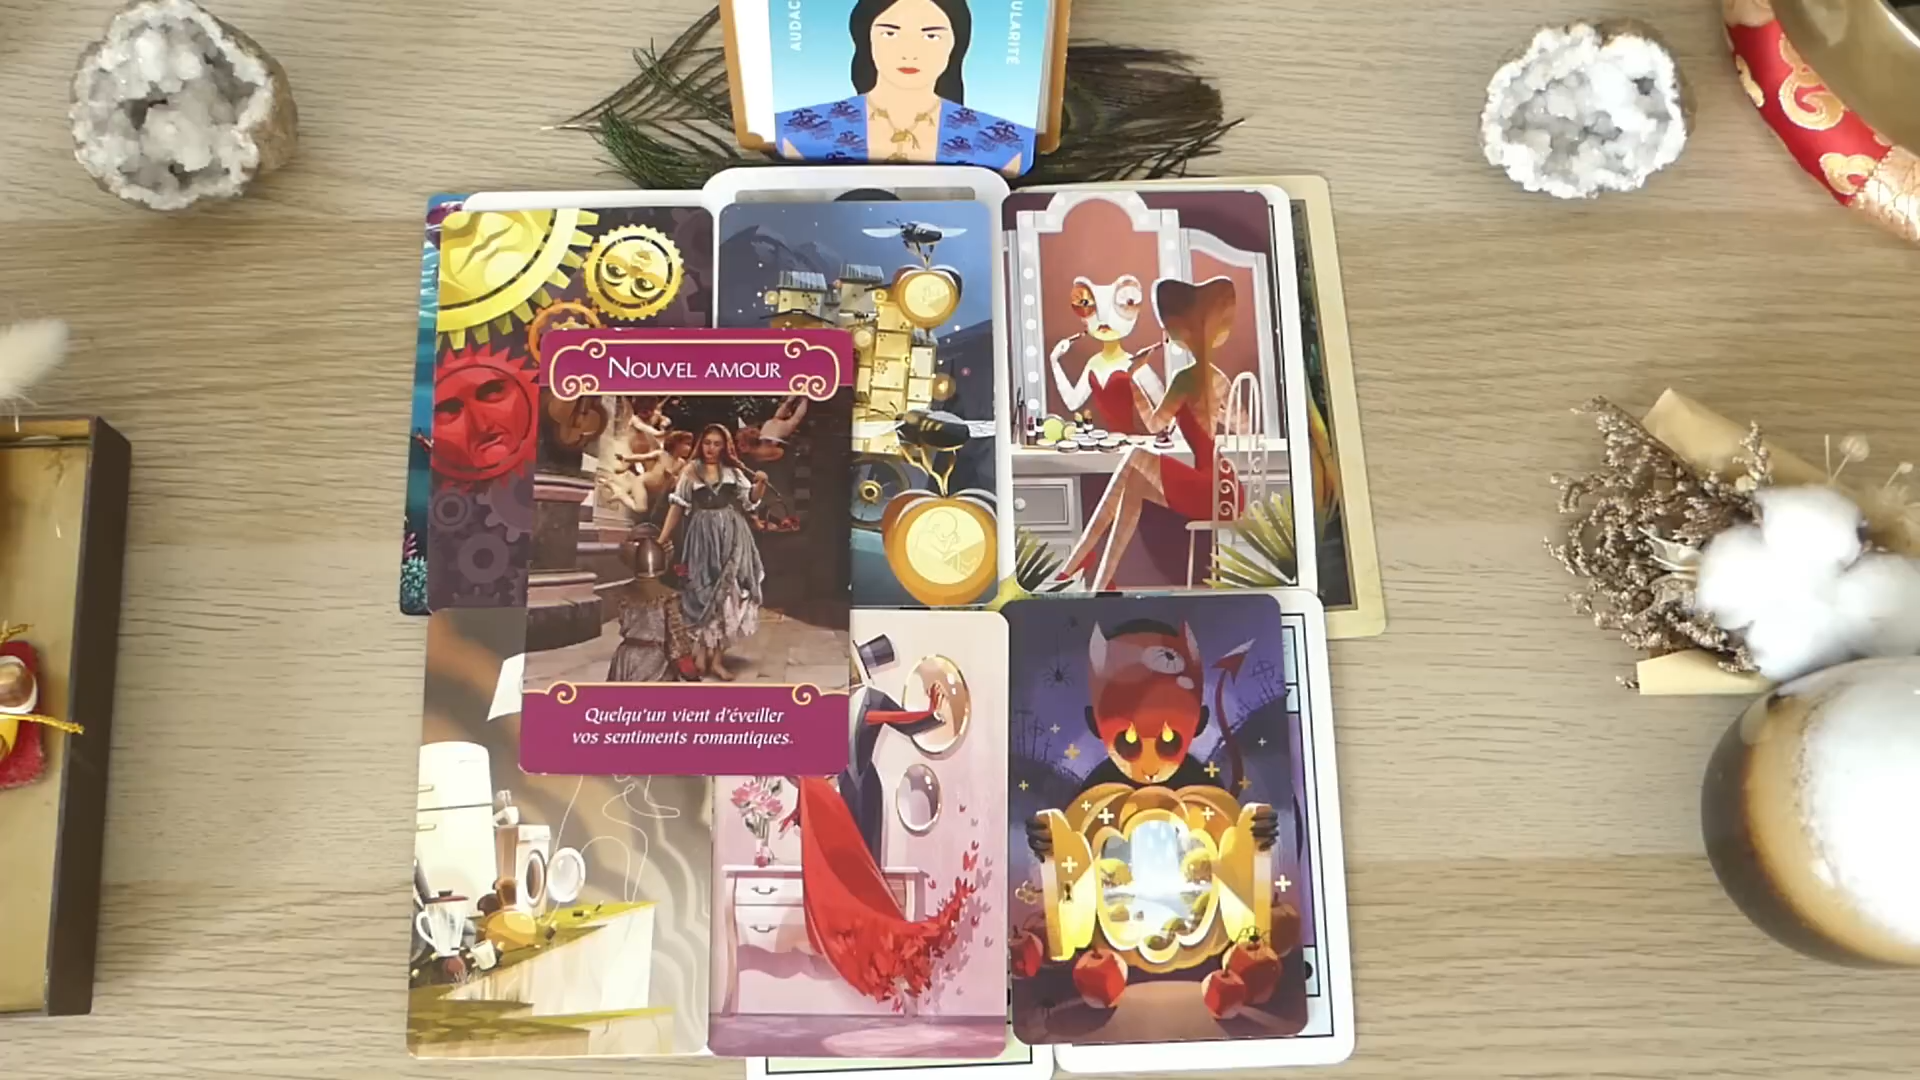 NOUVEL AMOUR
Quelqu'un vient d'éveiller
vos sentiments romantiques.